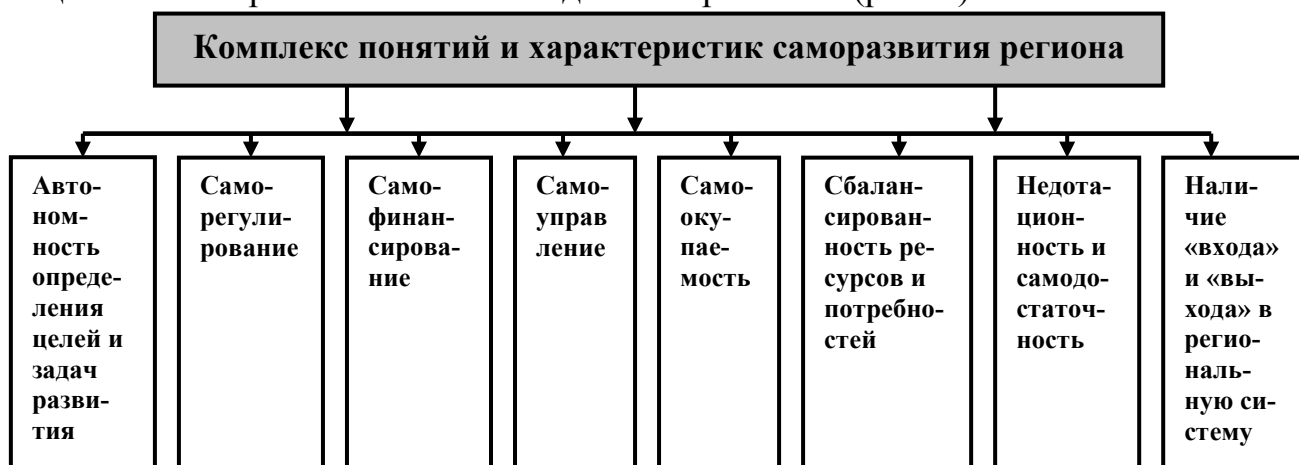 Комплекс понятий и характеристик саморазвития региона
Авто-
ном-
ность
опреде-
ления
целей и
задач
разви-
тия
Само-
регули-
рование
Само-
финан-
сирова-
ние
Само-
управ
ление
Само-
оку-
пае-
мость
Сбалан-
сирован-
ность ре-
сурсов и
потребно-
стей
Недота-
цион-
ность и
самодо-
статоч-
ность
Нали-
чие
«входа»
и «вы-
хода» в
регио-
наль-
ную си-
стему